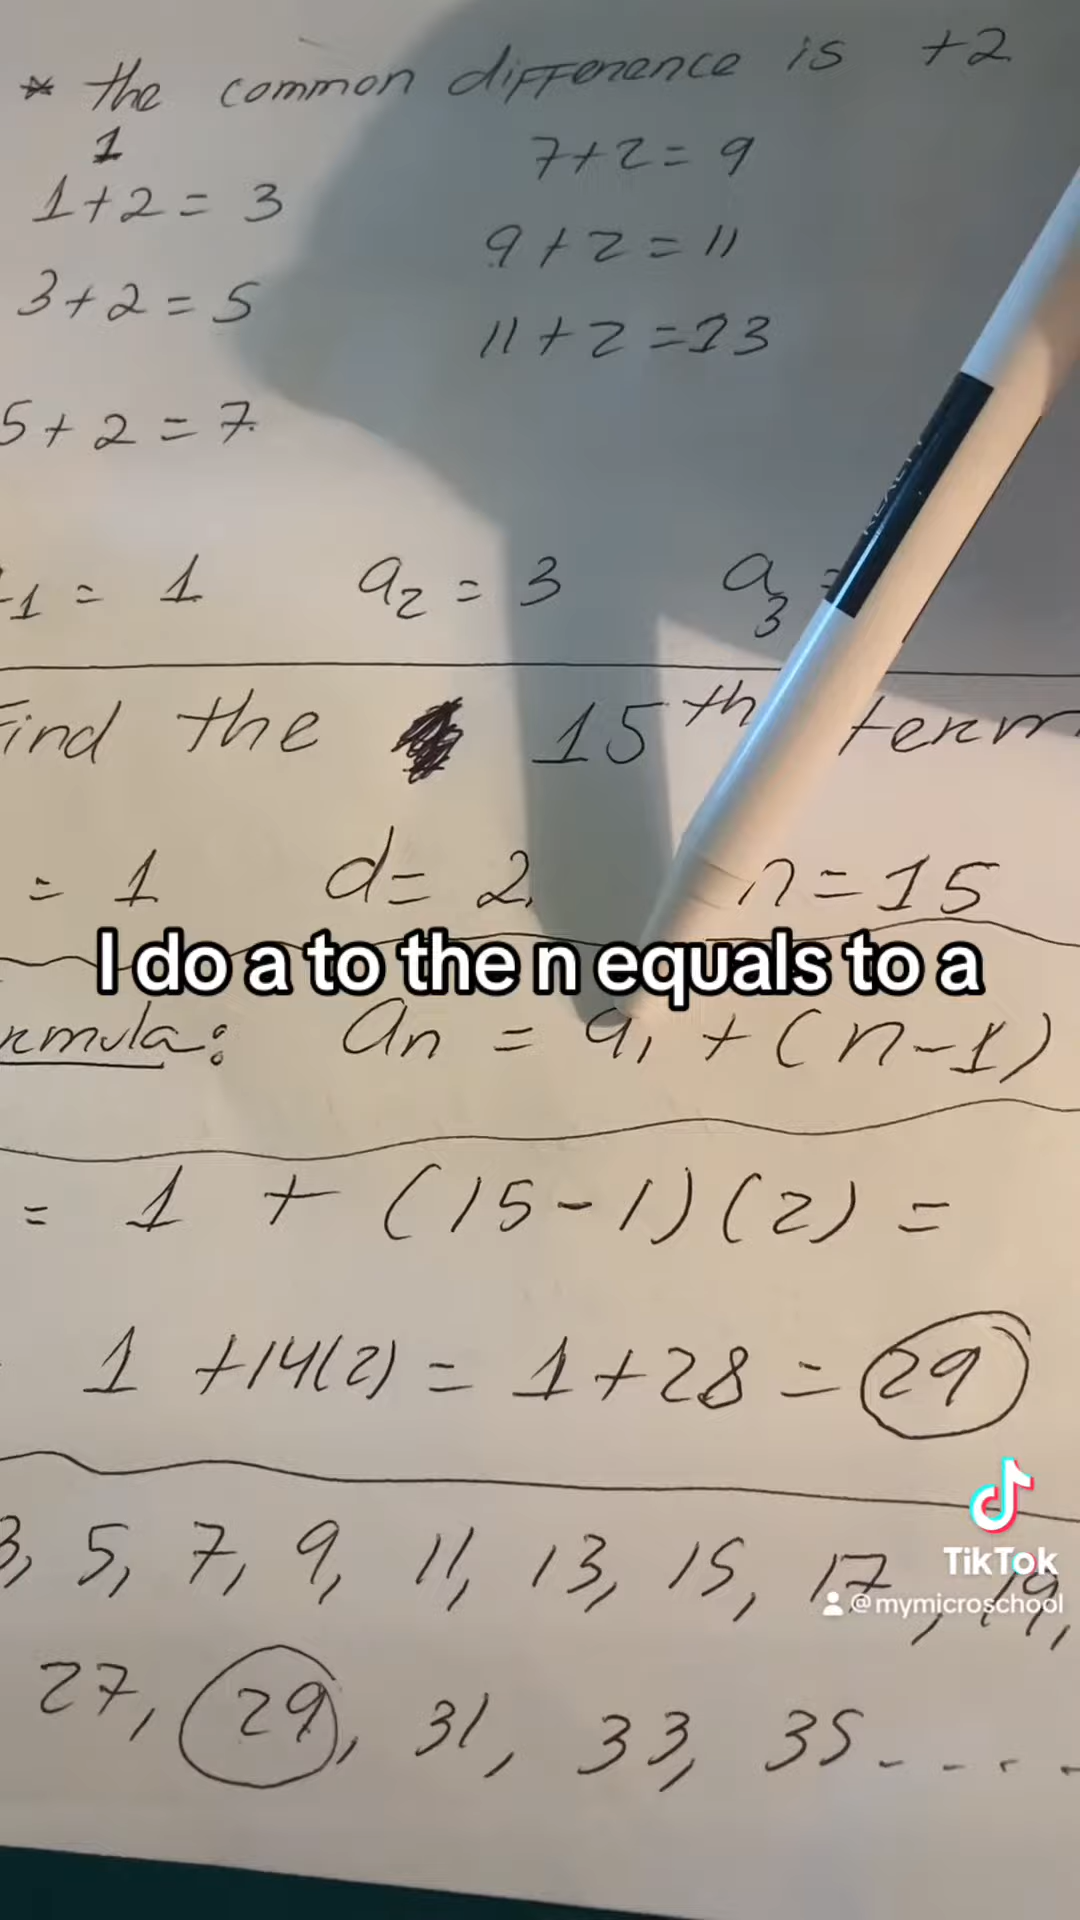 * the common difference is +2
1
1+2 = 3
7+2 = 9
3+2 = 5
9+2 = 11
11+2 = 13
5+2 = 7
1 = 1 a2 = 3 a3 =
Find the 15th term
= 1 d= 2 n=15
I do a to the n equals to a
rmula: an = a1 + (n-1)
= 1 + (15-1)(2) =
1 +14(2) = 1+28 = 29
3, 5, 7, 9, 11, 13, 15, 17, 19,
TikTok
@mymicroschool
27, 29, 31, 33, 35....